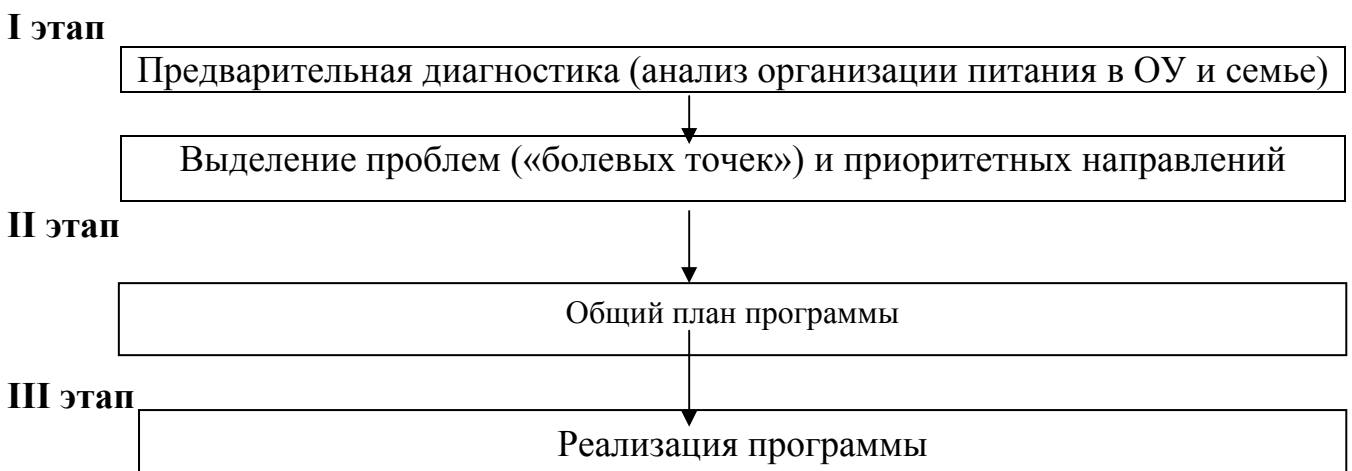 I этап
Предварительная диагностика (анализ организации питания в ОУ и семье)
Выделение проблем («болевых точек») и приоритетных направлений
II этап
Общий план программы
III этап
Реализация программы